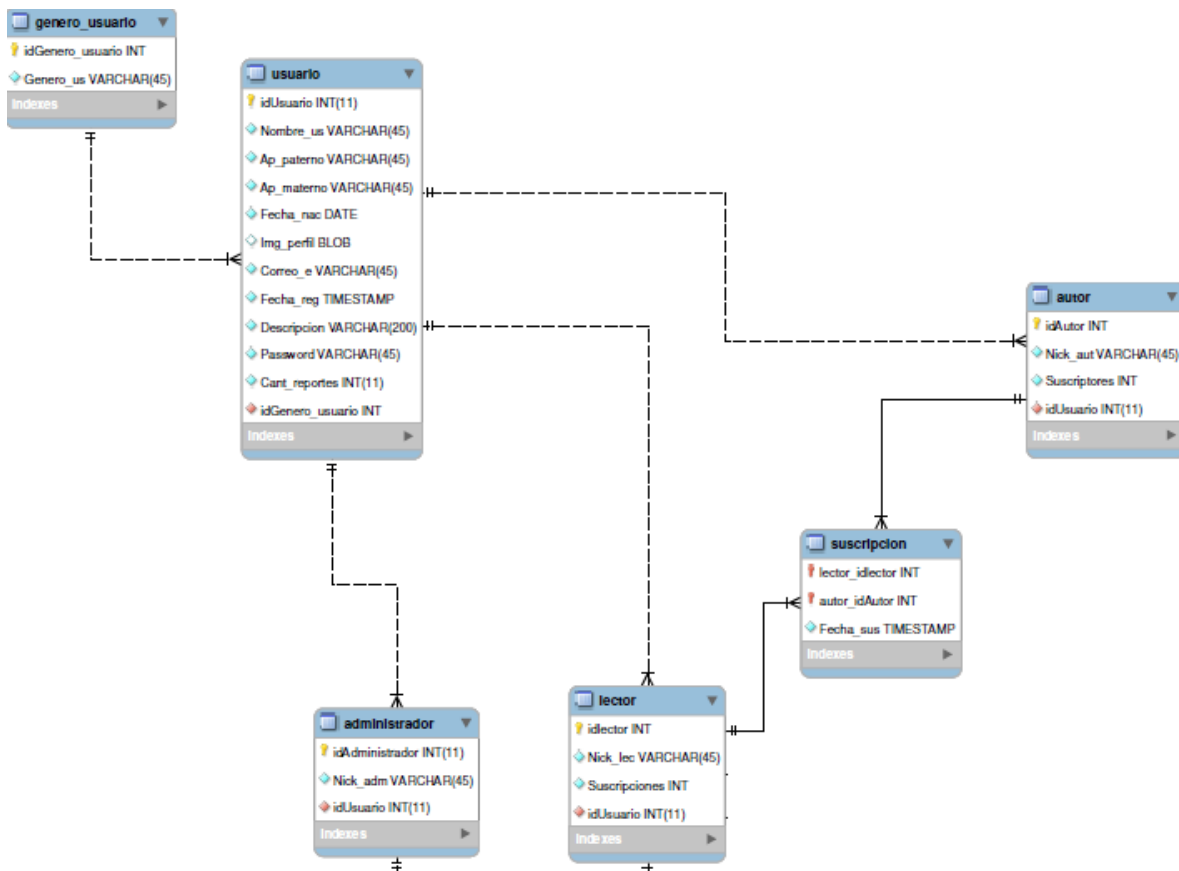 genero_usuario
idGenero_usuario INT
Genero_us VARCHAR(45)
Indexes
usuario
idUsuario INT(11)
Nombre_us VARCHAR(45)
Ap_paterno VARCHAR(45)
Ap_materno VARCHAR(45)
Fecha_nac DATE
Img_perfil BLOB
Correo_e VARCHAR(45)
Fecha_reg TIMESTAMP
Descripcion VARCHAR(200)
Password VARCHAR(45)
Cant_reportes INT(11)
idGenero_usuario INT
Indexes
autor
idAutor INT
Nick_aut VARCHAR(45)
Suscriptores INT
idUsuario INT(11)
Indexes
suscripcion
lector_idlector INT
autor_idAutor INT
Fecha_sus TIMESTAMP
Indexes
administrador
idAdministrador INT(11)
Nick_adm VARCHAR(45)
idUsuario INT(11)
Indexes
lector
idlector INT
Nick_lec VARCHAR(45)
Suscripciones INT
idUsuario INT(11)
Indexes